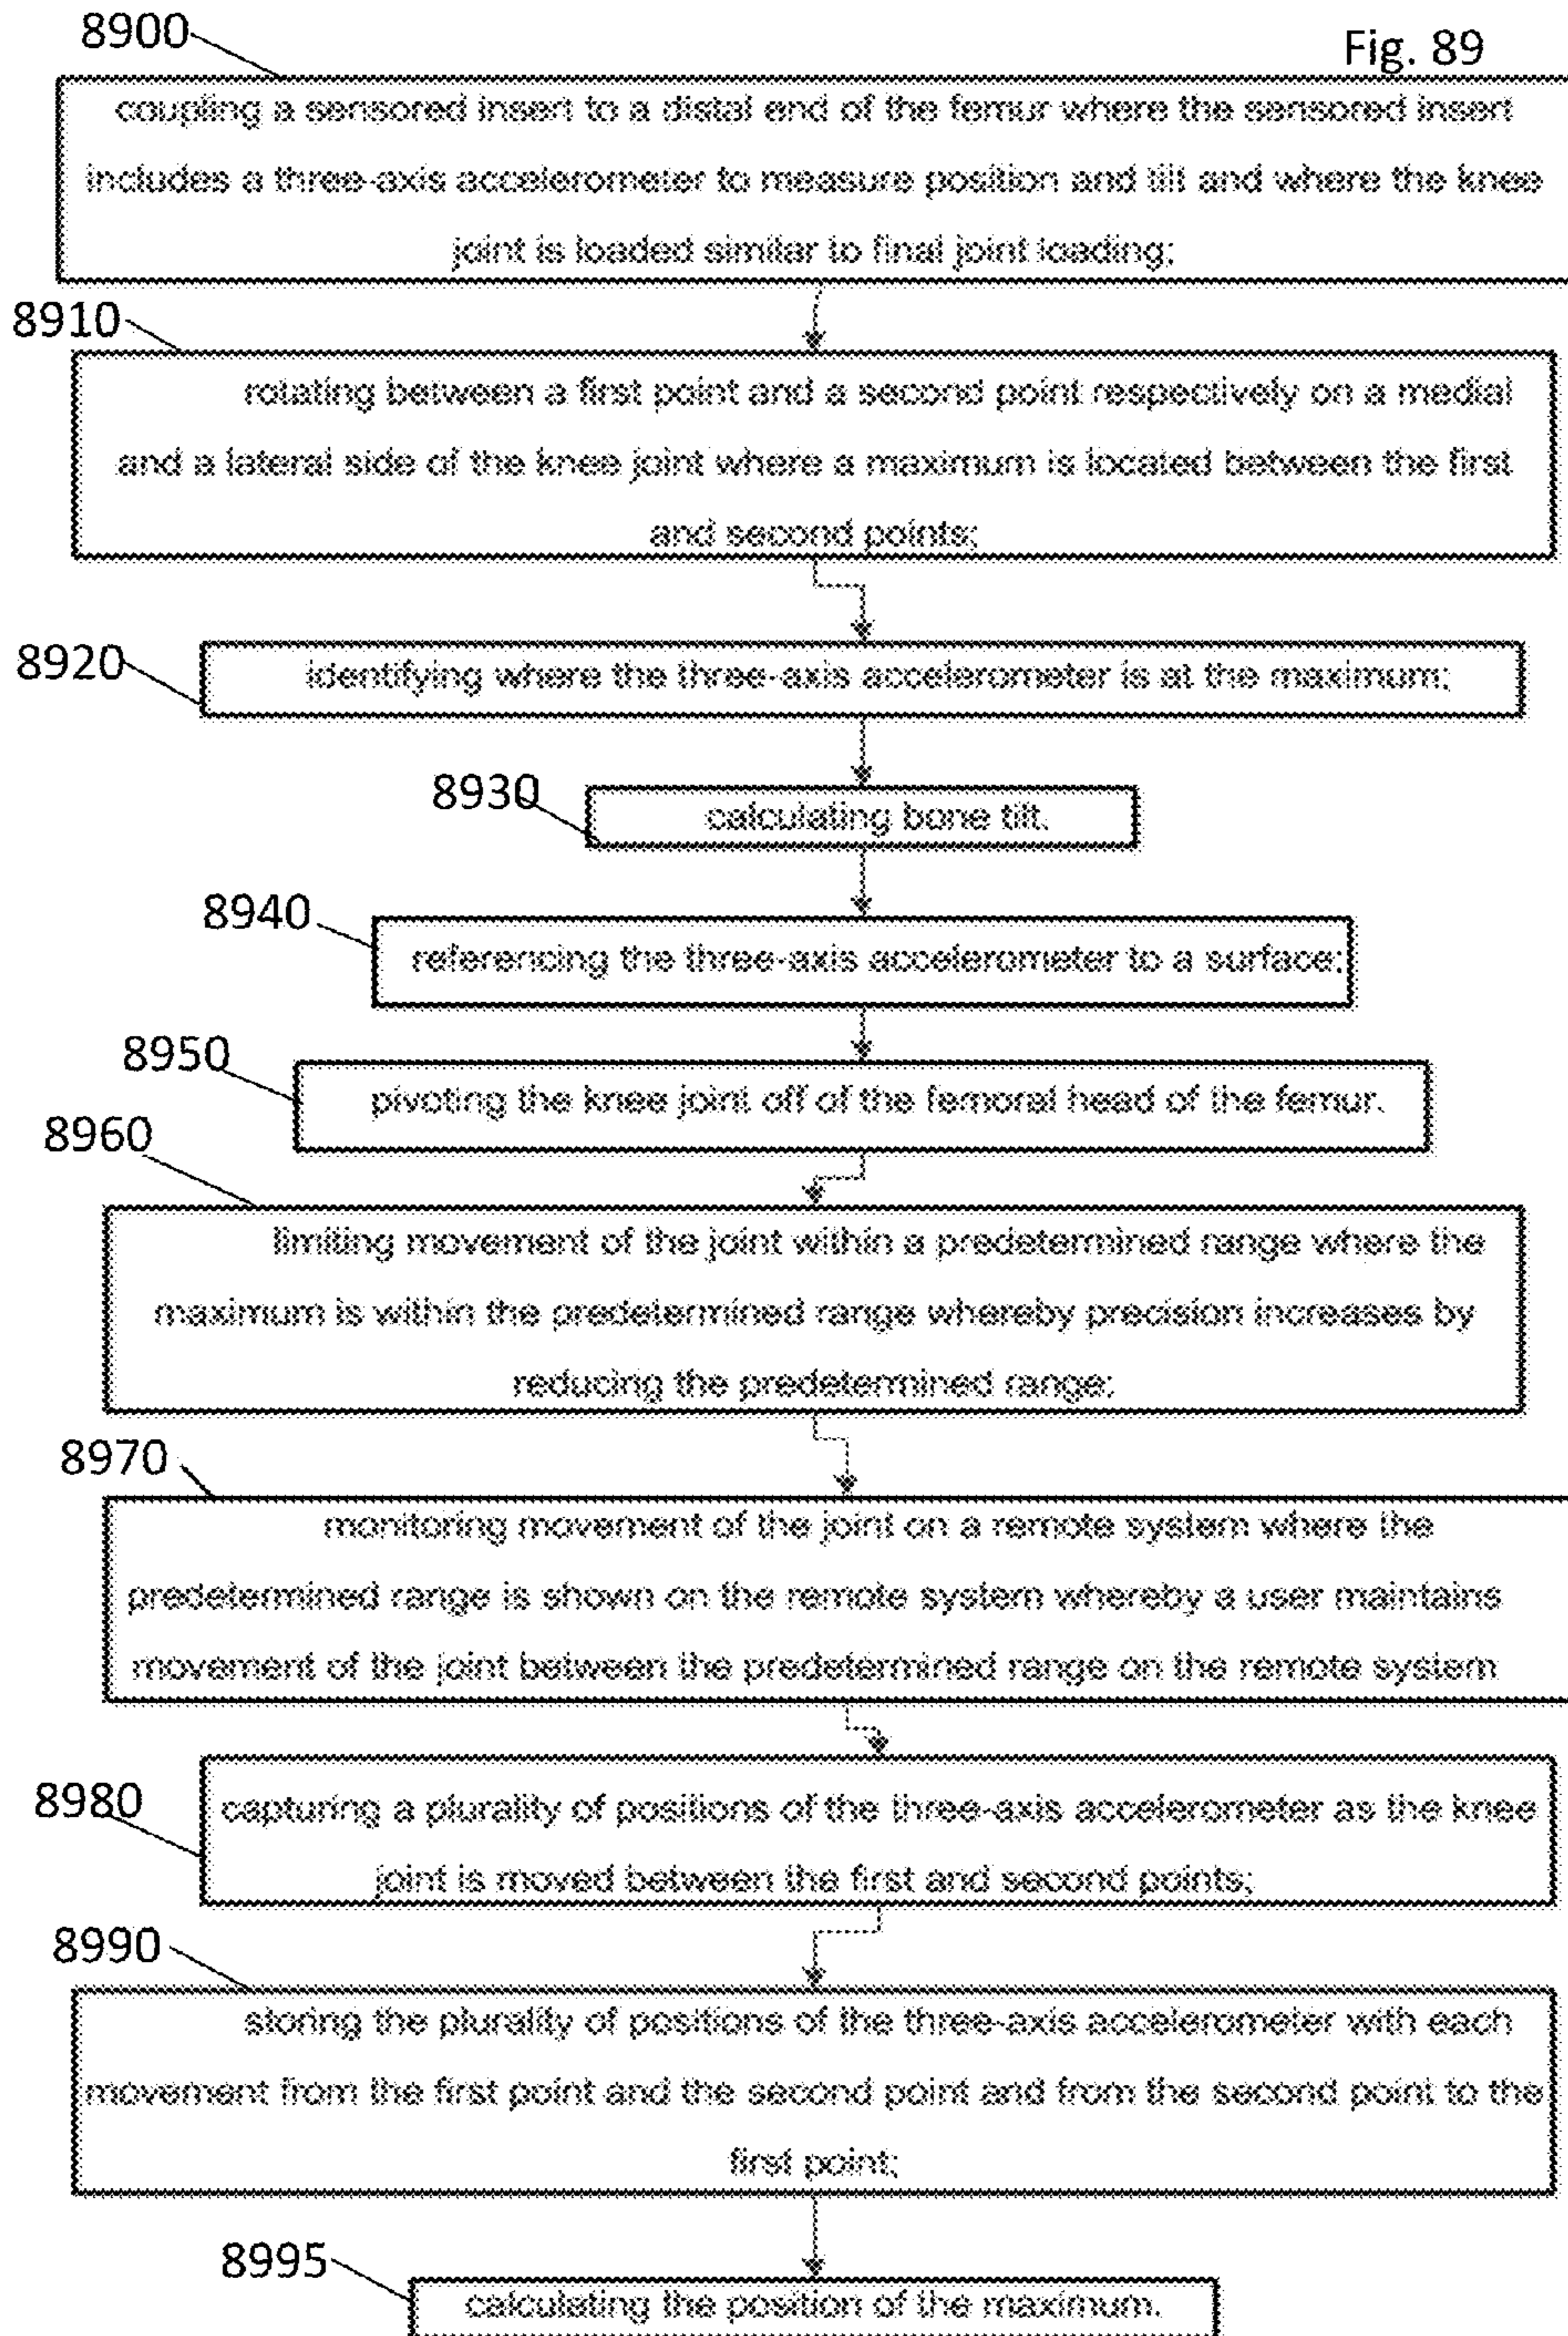 8900
Fig. 89
coupling a sensored insert to a distal end of the femur where the sensored insert
includes a three-axis accelerometer to measure position and tilt and where the knee
joint is loaded similar to final joint loading;
8910
rotating between a first point and a second point respectively on a medial
and a lateral side of the knee joint where a maximum is located between the first
and second points;
8920
identifying where the three-axis accelerometer is at the maximum;
8930
calculating bone tilt.
8940
referencing the three-axis accelerometer to a surface;
8950
pivoting the knee joint off of the femoral head of the femur.
8960
limiting movement of the joint within a predetermined range where the
maximum is within the predetermined range whereby precision increases by
reducing the predetermined range;
8970
monitoring movement of the joint on a remote system where the
predetermined range is shown on the remote system whereby a user maintains
movement of the joint between the predetermined range on the remote system
8980
capturing a plurality of positions of the three-axis accelerometer as the knee
joint is moved between the first and second points;
8990
storing the plurality of positions of the three-axis accelerometer with each
movement from the first point and the second point and from the second point to the
first point;
8995
calculating the position of the maximum.